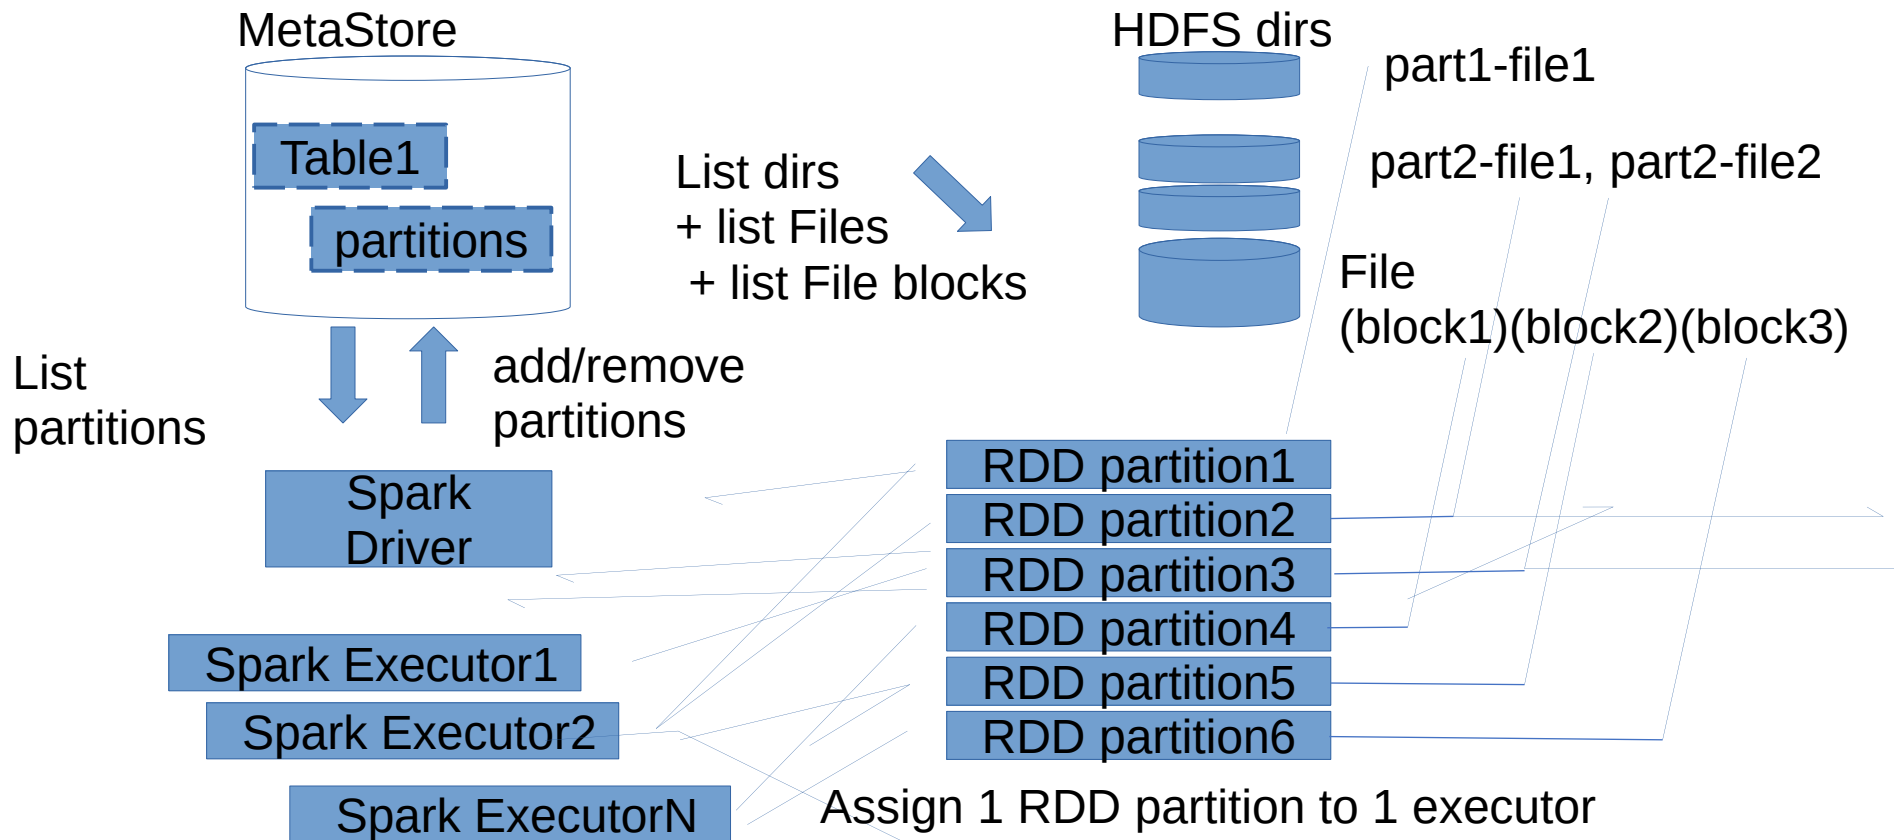 MetaStore
Table1
partitions
List
partitions
add/remove
partitions
Spark
Driver
Spark Executor1
Spark Executor2
Spark ExecutorN
List dirs
+ list Files
+ list File blocks
HDFS dirs
part1-file1
part2-file1, part2-file2
File
(block1)(block2)(block3)
RDD partition1
RDD partition2
RDD partition3
RDD partition4
RDD partition5
RDD partition6
Assign 1 RDD partition to 1 executor